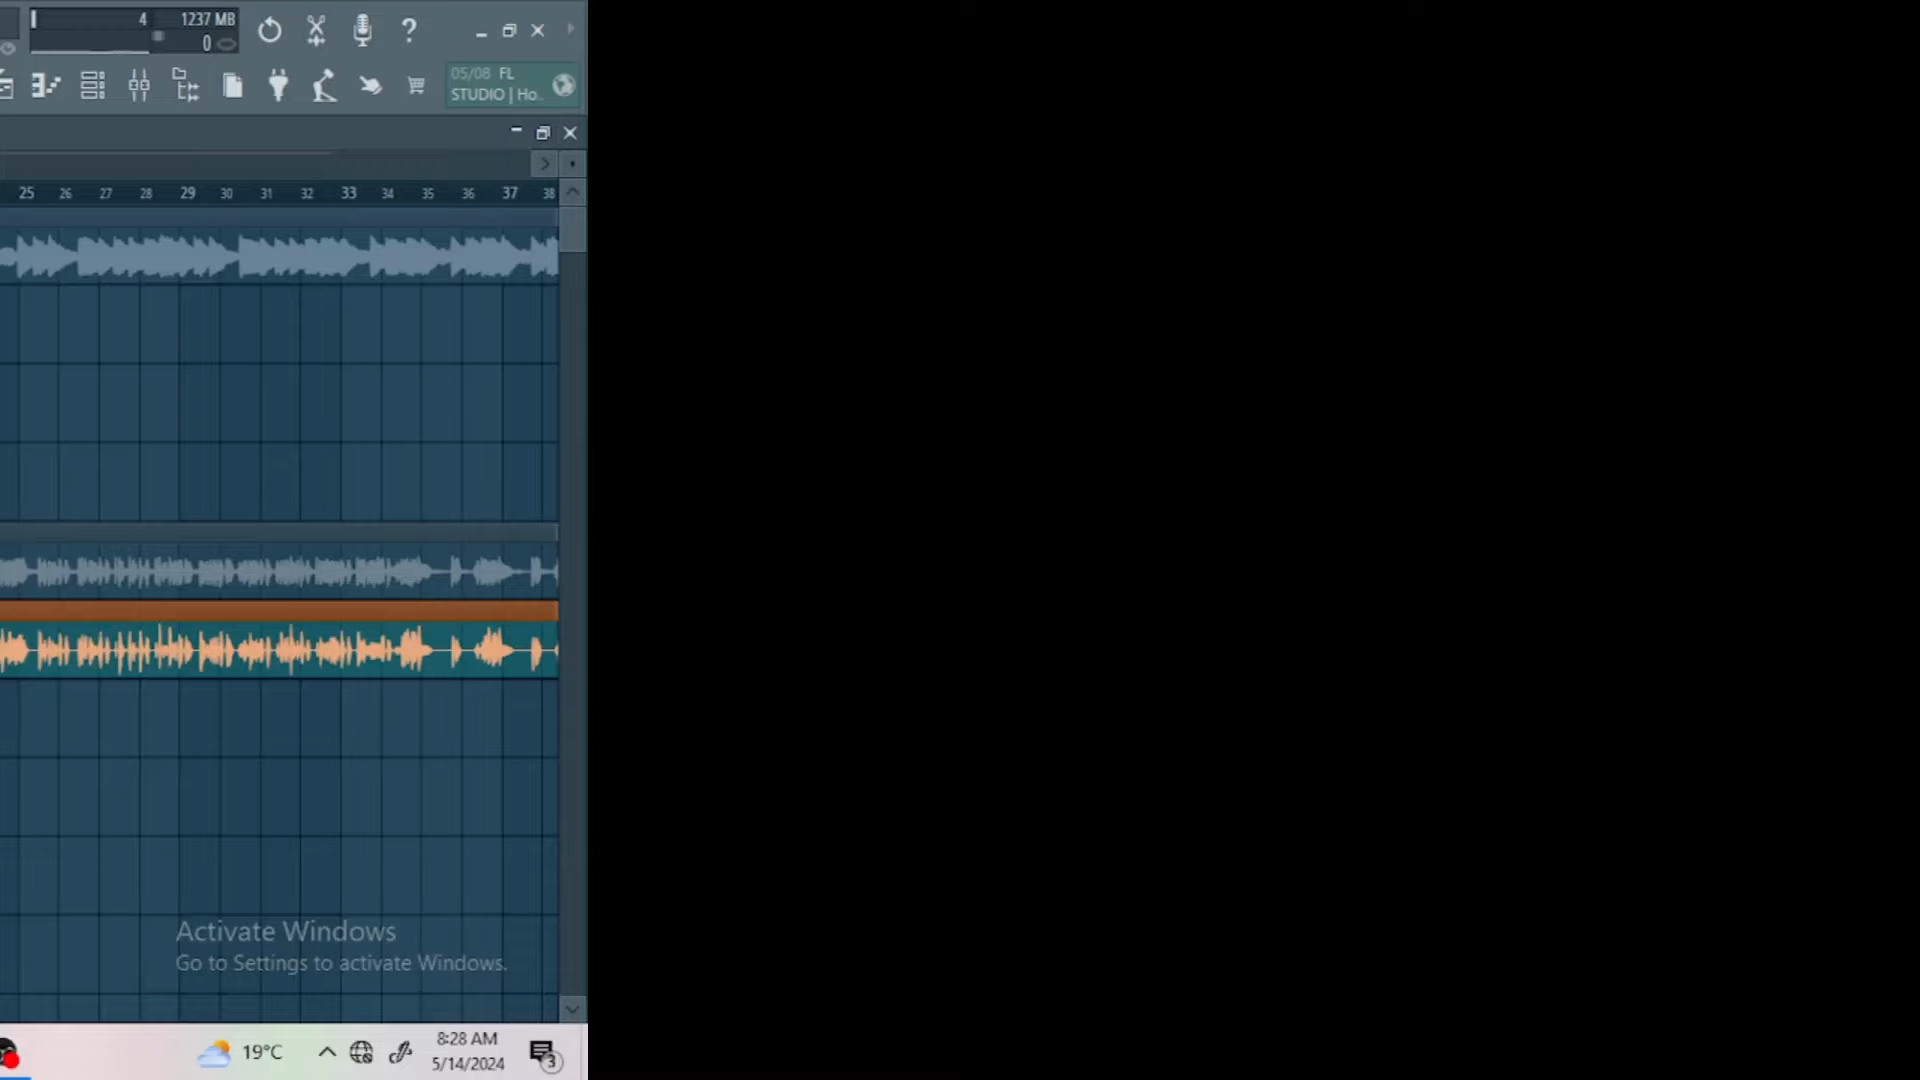 4 1237 MB
0
?
05/08 FL
STUDIO | Ho..
25 26 27 28 29 30 31 32 33 34 35 36 37 38
Activate Windows
Go to Settings to activate Windows.
19°C
8:28 AM
5/14/2024
3